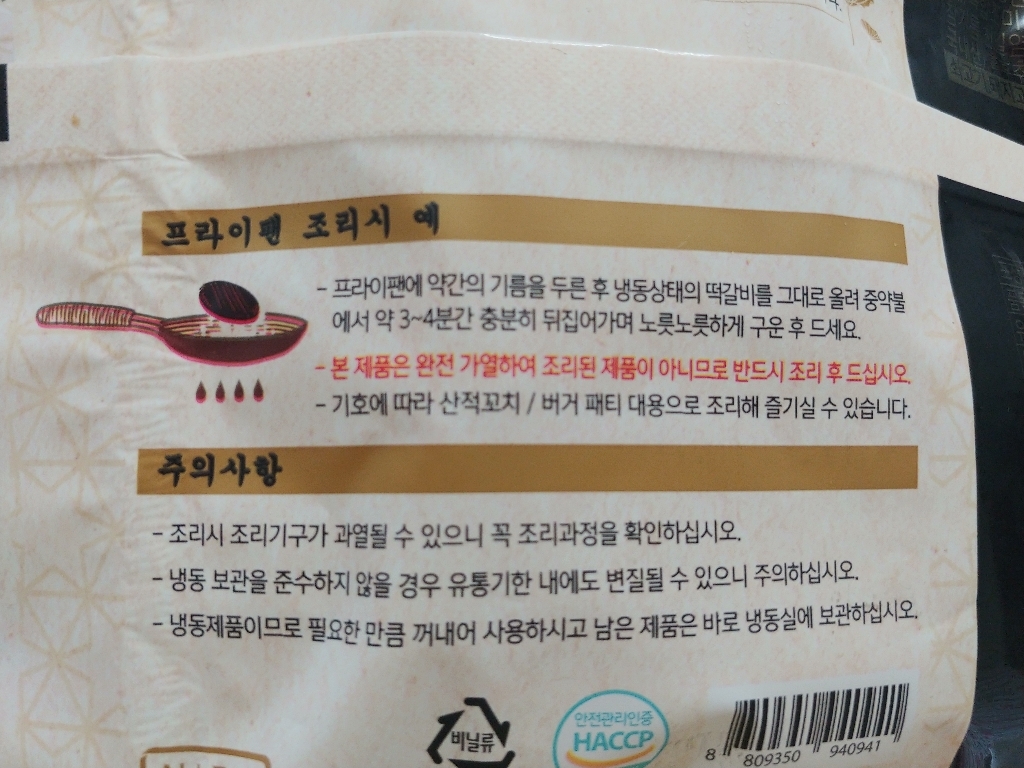 프라이팬 조리시 예
- 프라이팬에 약간의 기름을 두른 후 냉동상태의 떡갈비를 그대로 올려 중약불
에서 약 3~4분간 충분히 뒤집어가며 노릇노릇하게 구운 후 드세요.
- 본 제품은 완전 가열하여 조리된 제품이 아니므로 반드시 조리 후 드십시오.
- 기호에 따라 산적꼬치 / 버거 패티 대용으로 조리해 즐기실 수 있습니다.
주의사항
- 조리시 조리기구가 과열될 수 있으니 꼭 조리과정을 확인하십시오.
- 냉동 보관을 준수하지 않을 경우 유통기한 내에도 변질될 수 있으니 주의하십시오.
- 냉동제품이므로 필요한 만큼 꺼내어 사용하시고 남은 제품은 바로 냉동실에 보관하십시오.
비닐류
안전관리인증
HACCP
8 809350 940941